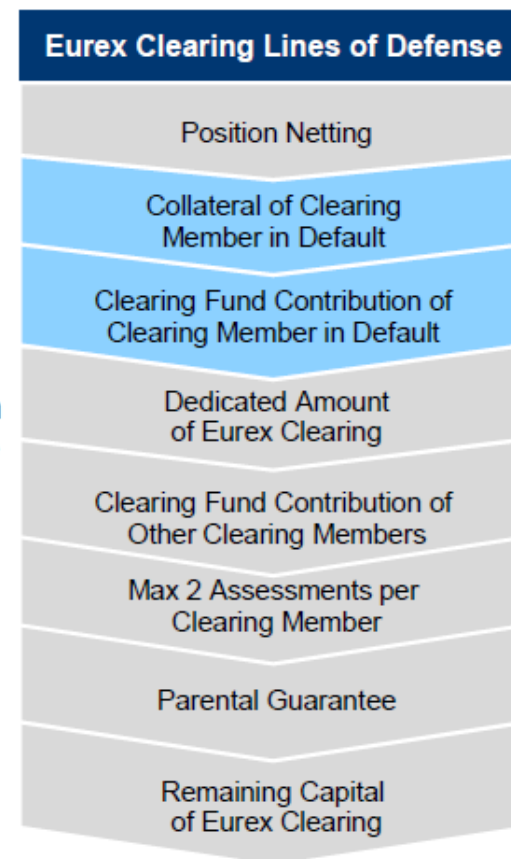 Eurex Clearing Lines of Defense
Position Netting
Collateral of Clearing
Member in Default
Clearing Fund Contribution of
Clearing Member in Default
Dedicated Amount
of Eurex Clearing
Clearing Fund Contribution of
Other Clearing Members
Max 2 Assessments per
Clearing Member
Parental Guarantee
Remaining Capital
of Eurex Clearing